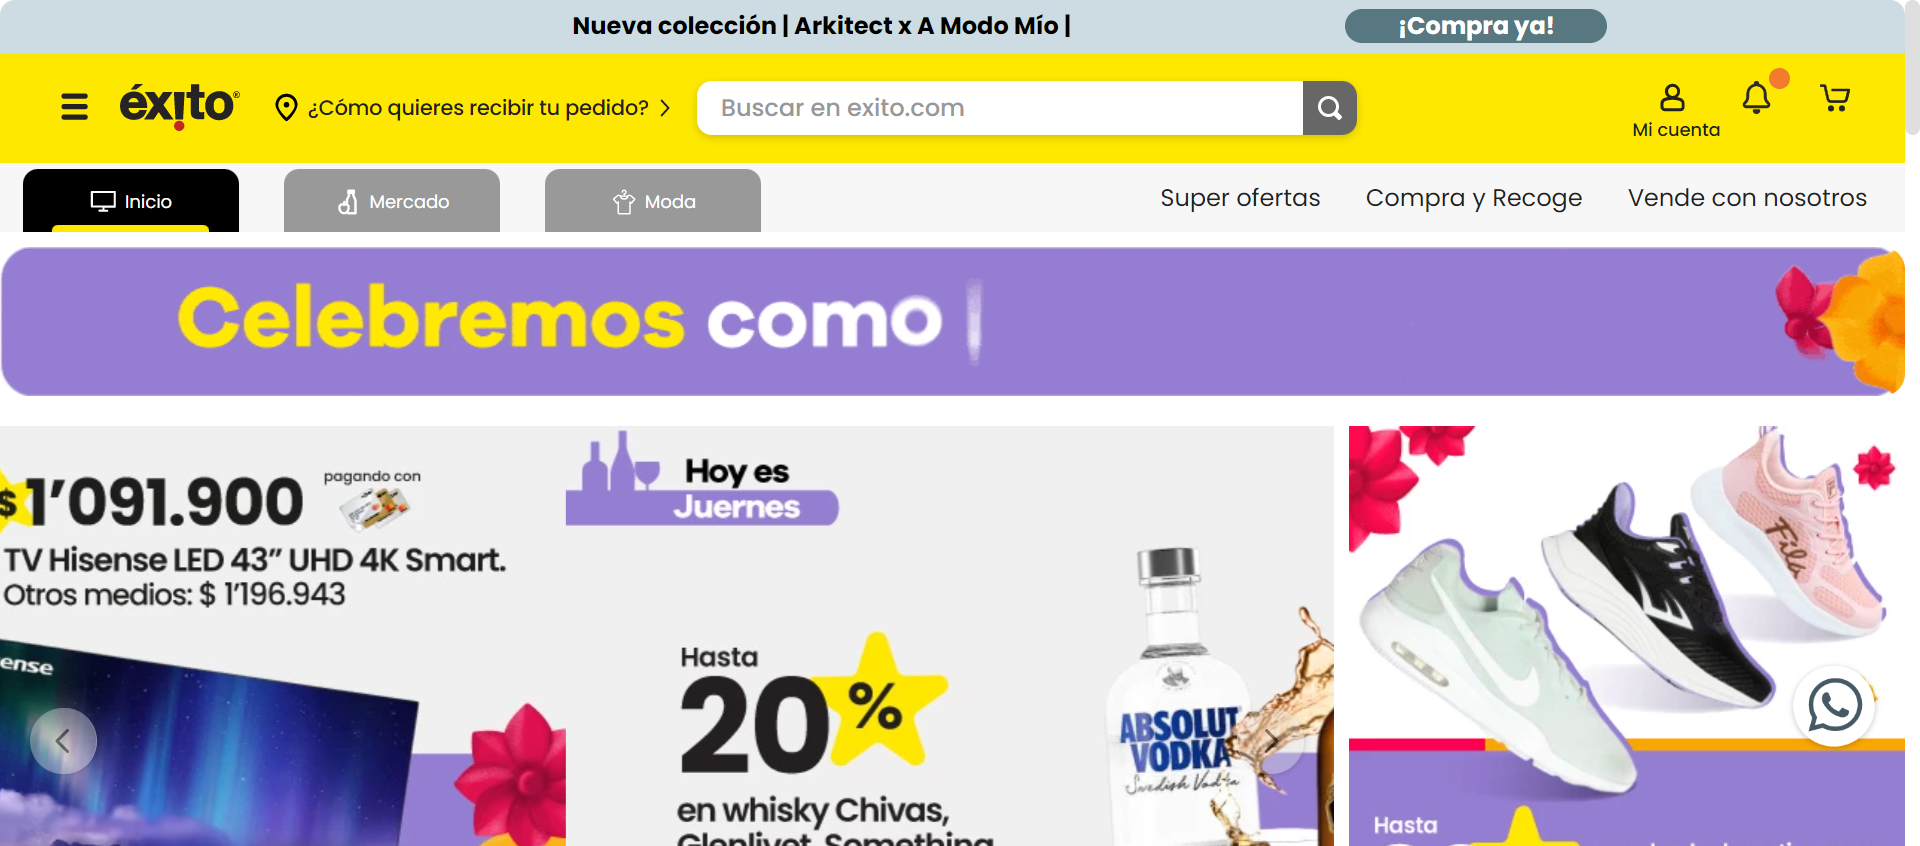 Nueva colección | Arkitect x A Modo Mío |
¡Compra ya!
éxito
¿Cómo quieres recibir tu pedido?
Buscar en exito.com
Mi cuenta
Inicio
Mercado
Moda
Super ofertas
Compra y Recoge
Vende con nosotros
Celebremos como
$1'091.900
pagando con
TV Hisense LED 43" UHD 4K Smart.
Otros medios: $ 1'196.943
ense
Hoy es
Juernes
Hasta
20%
en whisky Chivas,
Glenlivet, Something
ABSOLUT
VODKA
Swedish Vodka
Fila
Hasta